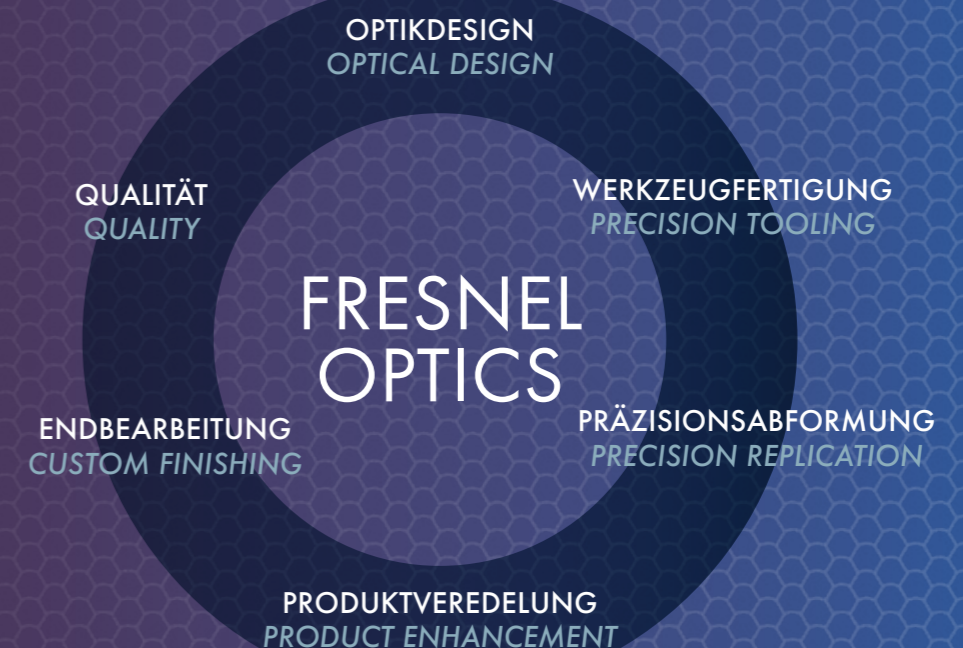 OPTIKDESIGN
OPTICAL DESIGN
QUALITÄT
QUALITY
WERKZEUGFERTIGUNG
PRECISION TOOLING
FRESNEL
OPTICS
ENDBEARBEITUNG
CUSTOM FINISHING
PRÄZISIONSABFORMUNG
PRECISION REPLICATION
PRODUKTVEREDELUNG
PRODUCT ENHANCEMENT